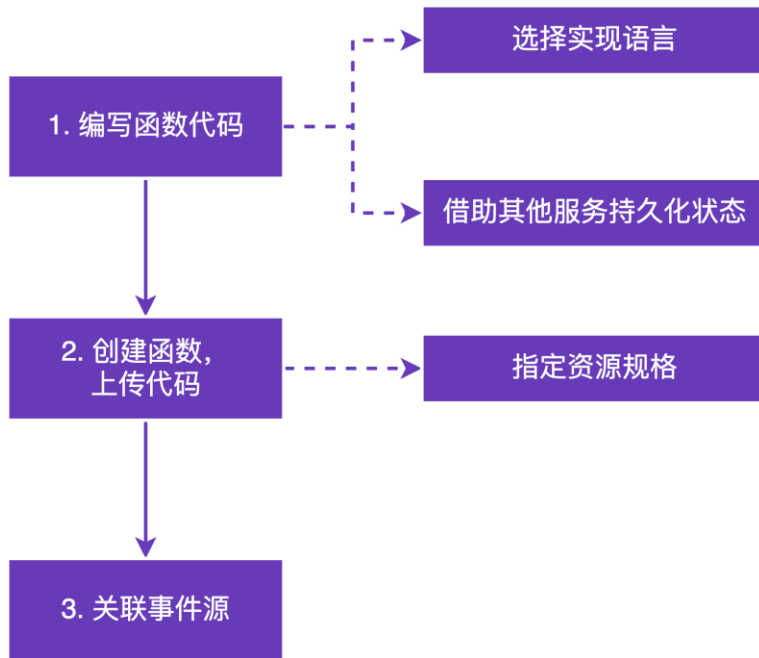 选择实现语言
1. 编写函数代码
借助其他服务持久化状态
2. 创建函数，
上传代码
指定资源规格
3. 关联事件源